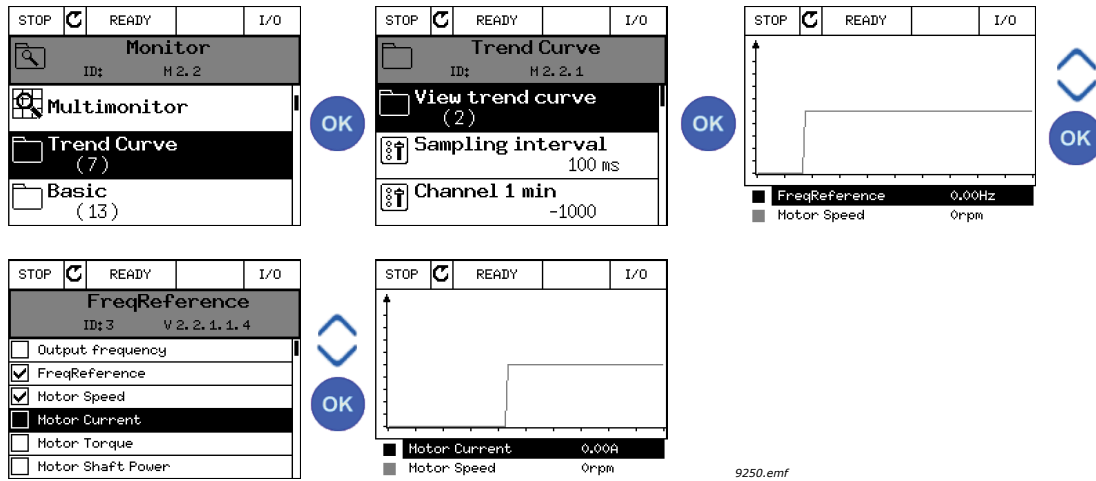 STOP READY I/O
Monitor
ID: M2.2
Multimonitor
Trend Curve
(7)
Basic
(13)
OK
STOP READY I/O
Trend Curve
ID: M2.2.1
View trend curve
(2)
Sampling interval
100 ms
Channel 1 min
-1000
OK
STOP READY I/O
FreqReference 0.00Hz
Motor Speed 0rpm
OK
STOP READY I/O
FreqReference
ID:3 V2.2.1.1.4
Output frequency
FreqReference
Motor Speed
Motor Current
Motor Torque
Motor Shaft Power
OK
STOP READY I/O
Motor Current 0.00A
Motor Speed 0rpm
9250.emf